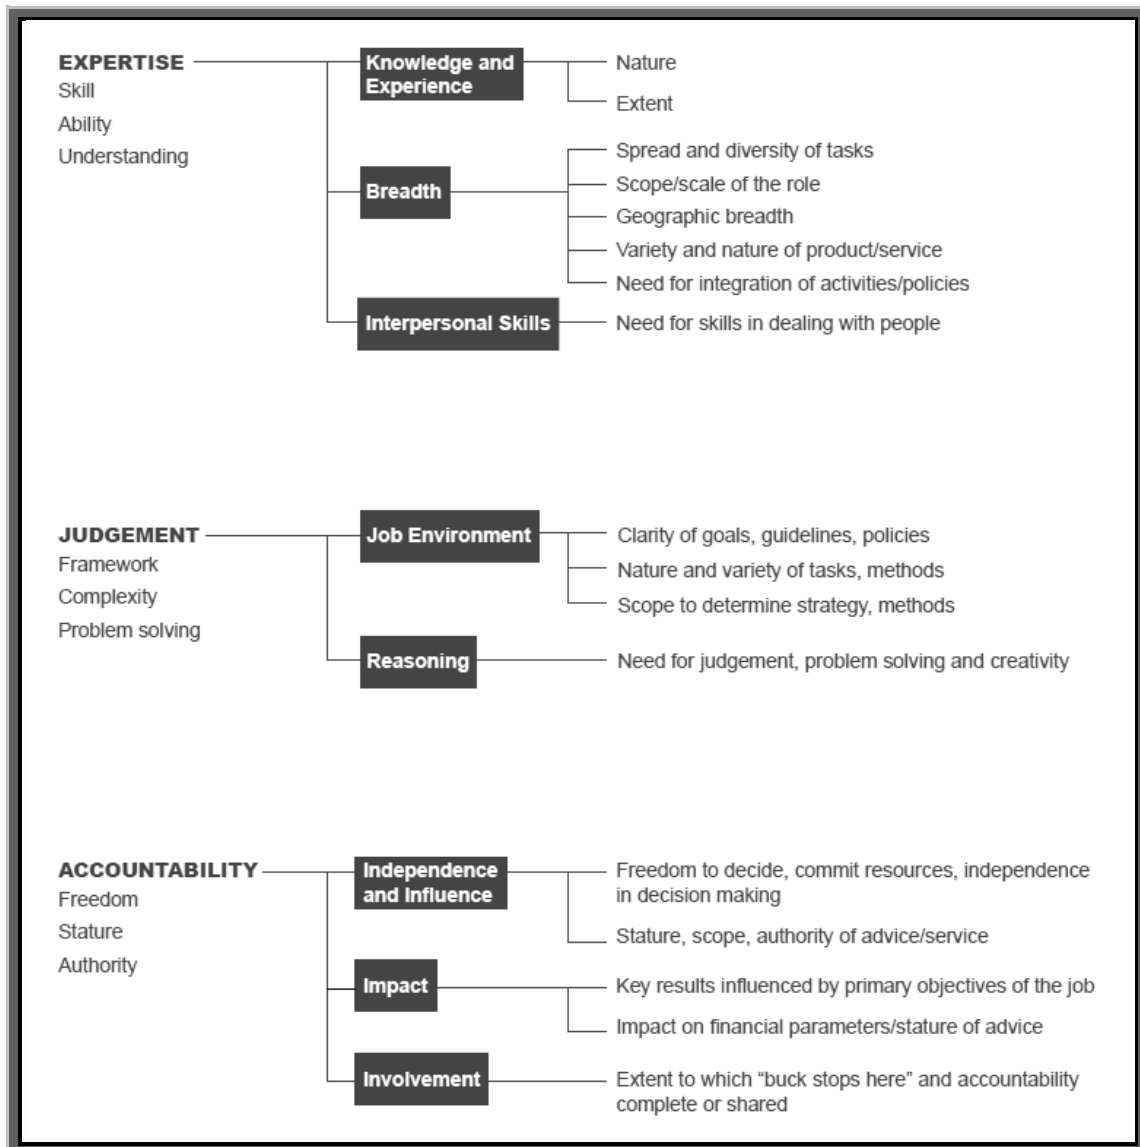 EXPERTISE
Skill
Ability
Understanding
Knowledge and
Experience
Nature
Extent
Breadth
Spread and diversity of tasks
Scope/scale of the role
Geographic breadth
Variety and nature of product/service
Need for integration of activities/policies
Interpersonal Skills
Need for skills in dealing with people
JUDGEMENT
Framework
Complexity
Problem solving
Job Environment
Clarity of goals, guidelines, policies
Nature and variety of tasks, methods
Scope to determine strategy, methods
Reasoning
Need for judgement, problem solving and creativity
ACCOUNTABILITY
Freedom
Stature
Authority
Independence
and Influence
Freedom to decide, commit resources, independence
in decision making
Stature, scope, authority of advice/service
Impact
Key results influenced by primary objectives of the job
Impact on financial parameters/stature of advice
Involvement
Extent to which “buck stops here” and accountability
complete or shared